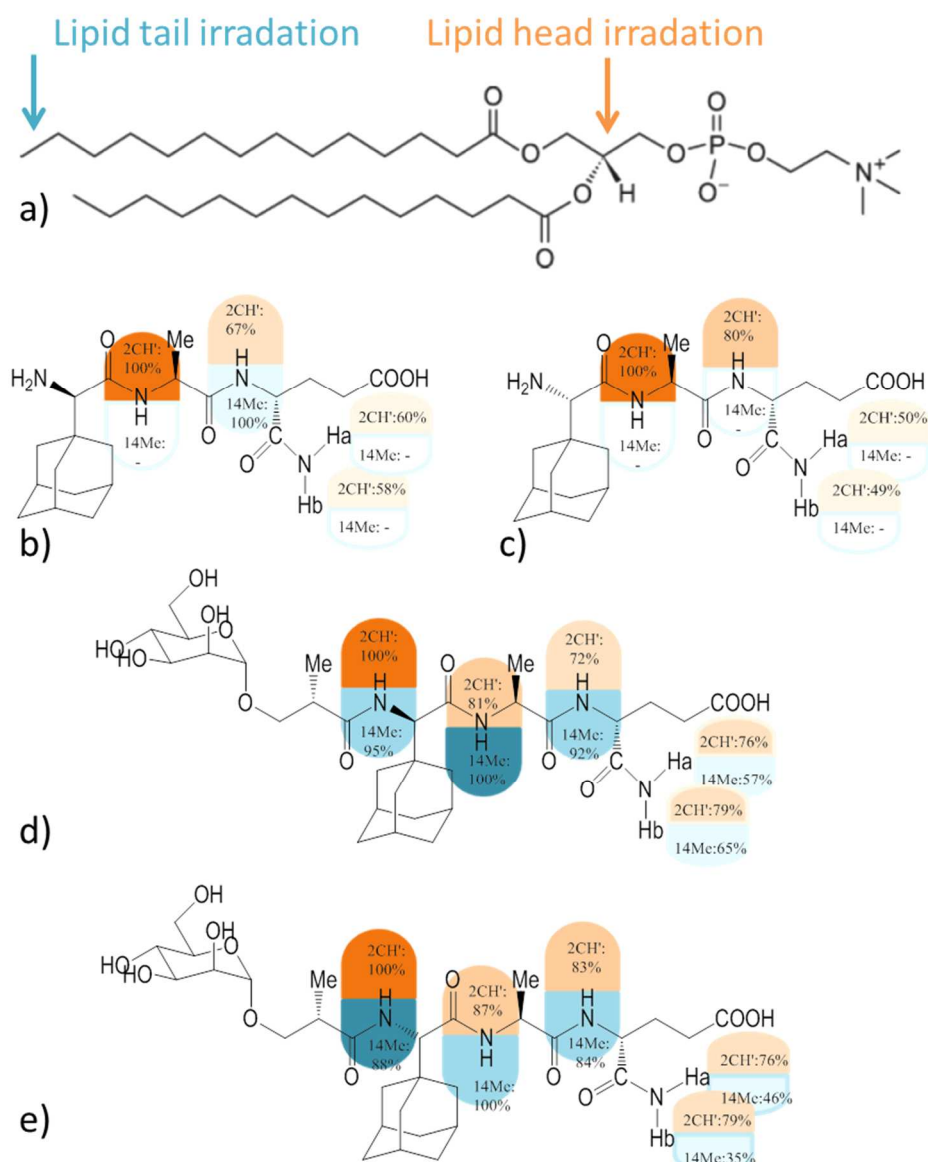 Lipid tail irradation Lipid head irradation
O
O
O
P
O
O⁻
N⁺
H
O
O
a)
2CH':
67%
O
2CH':
100%
Me
H
N
H₂N
N
H
14Me:
-
O
14Me:
100%
COOH
2CH':60%
Ha
14Me: -
O
N
2CH':58%
Hb
14Me: -
b)
2CH':
80%
O
2CH':
100%
Me
H
N
H₂N
N
H
14Me:
-
O
14Me:
-
COOH
2CH':50%
Ha
14Me: -
O
N
2CH':49%
Hb
14Me: -
c)
OH
OH
O
HO
HO
O
Me
O
2CH':
100%
H
N
14Me:
95%
O
2CH':
81%
N
H
14Me:
100%
Me
O
2CH':
72%
H
N
14Me:
92%
COOH
2CH':76%
Ha
14Me:57%
O
N
2CH':79%
Hb
14Me:65%
d)
OH
OH
O
HO
HO
O
Me
O
2CH':
100%
H
N
14Me:
88%
O
2CH':
87%
N
H
14Me:
100%
Me
O
2CH':
83%
H
N
14Me:
84%
COOH
2CH':76%
Ha
14Me:46%
O
N
2CH':79%
Hb
14Me:35%
e)